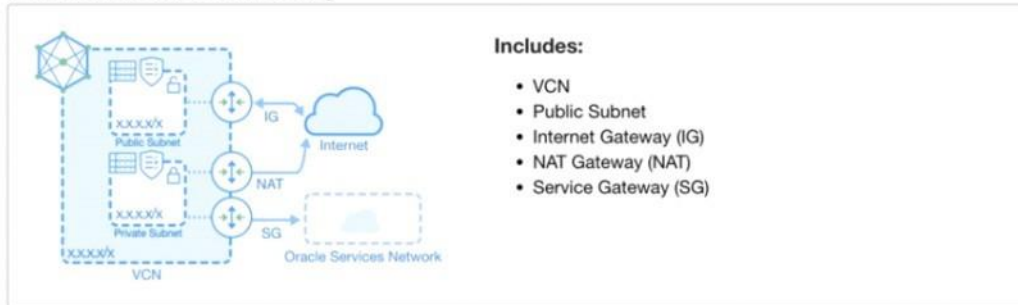 Includes:
• VCN
• Public Subnet
• Internet Gateway (IG)
• NAT Gateway (NAT)
• Service Gateway (SG)
X.X.X.X/X
Public Subnet
IG
Internet
NAT
X.X.X.X/X
Private Subnet
SG
Oracle Services Network
X.X.X.X/X
VCN